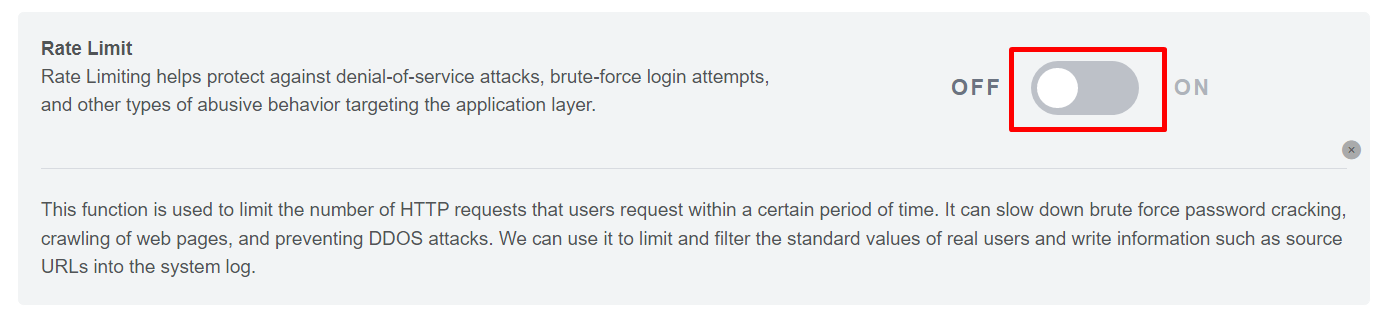 Rate Limit
Rate Limiting helps protect against denial-of-service attacks, brute-force login attempts,
and other types of abusive behavior targeting the application layer.
OFF ON
This function is used to limit the number of HTTP requests that users request within a certain period of time. It can slow down brute force password cracking,
crawling of web pages, and preventing DDOS attacks. We can use it to limit and filter the standard values of real users and write information such as source
URLs into the system log.